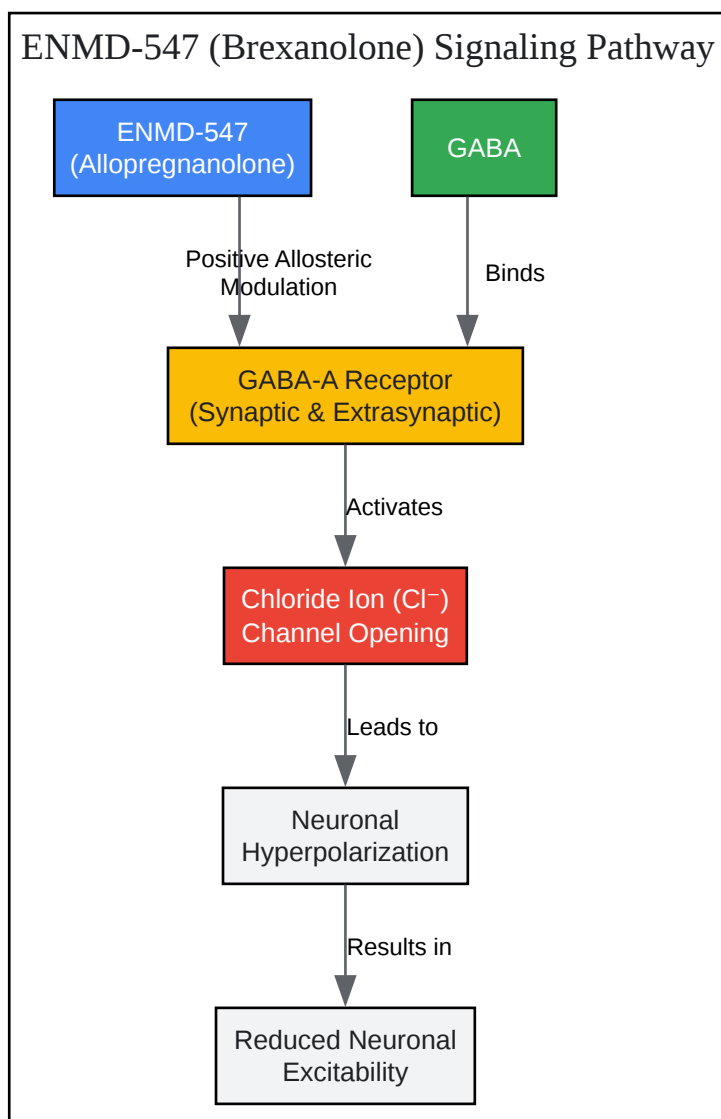 ENMD-547 (Brexanolone) Signaling Pathway
ENMD-547
(Allopregnanolone)
GABA
Positive Allosteric
Modulation
Binds
GABA-A Receptor
(Synaptic & Extrasynaptic)
Activates
Chloride Ion (Cl⁻)
Channel Opening
Leads to
Neuronal
Hyperpolarization
Results in
Reduced Neuronal
Excitability